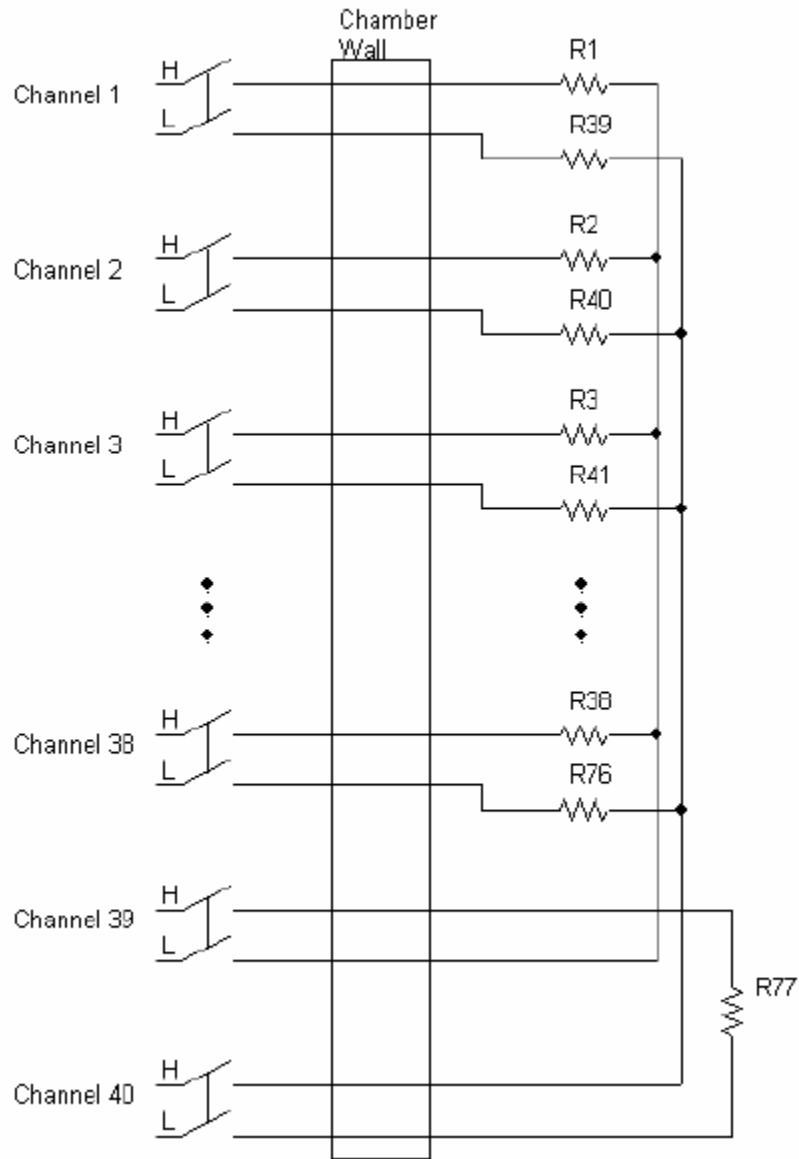 Chamber
Wall
H
R1
Channel 1
L
R39
H
R2
Channel 2
L
R40
H
R3
Channel 3
L
R41
H
R38
Channel 38
L
R76
H
Channel 39
L
R77
H
Channel 40
L